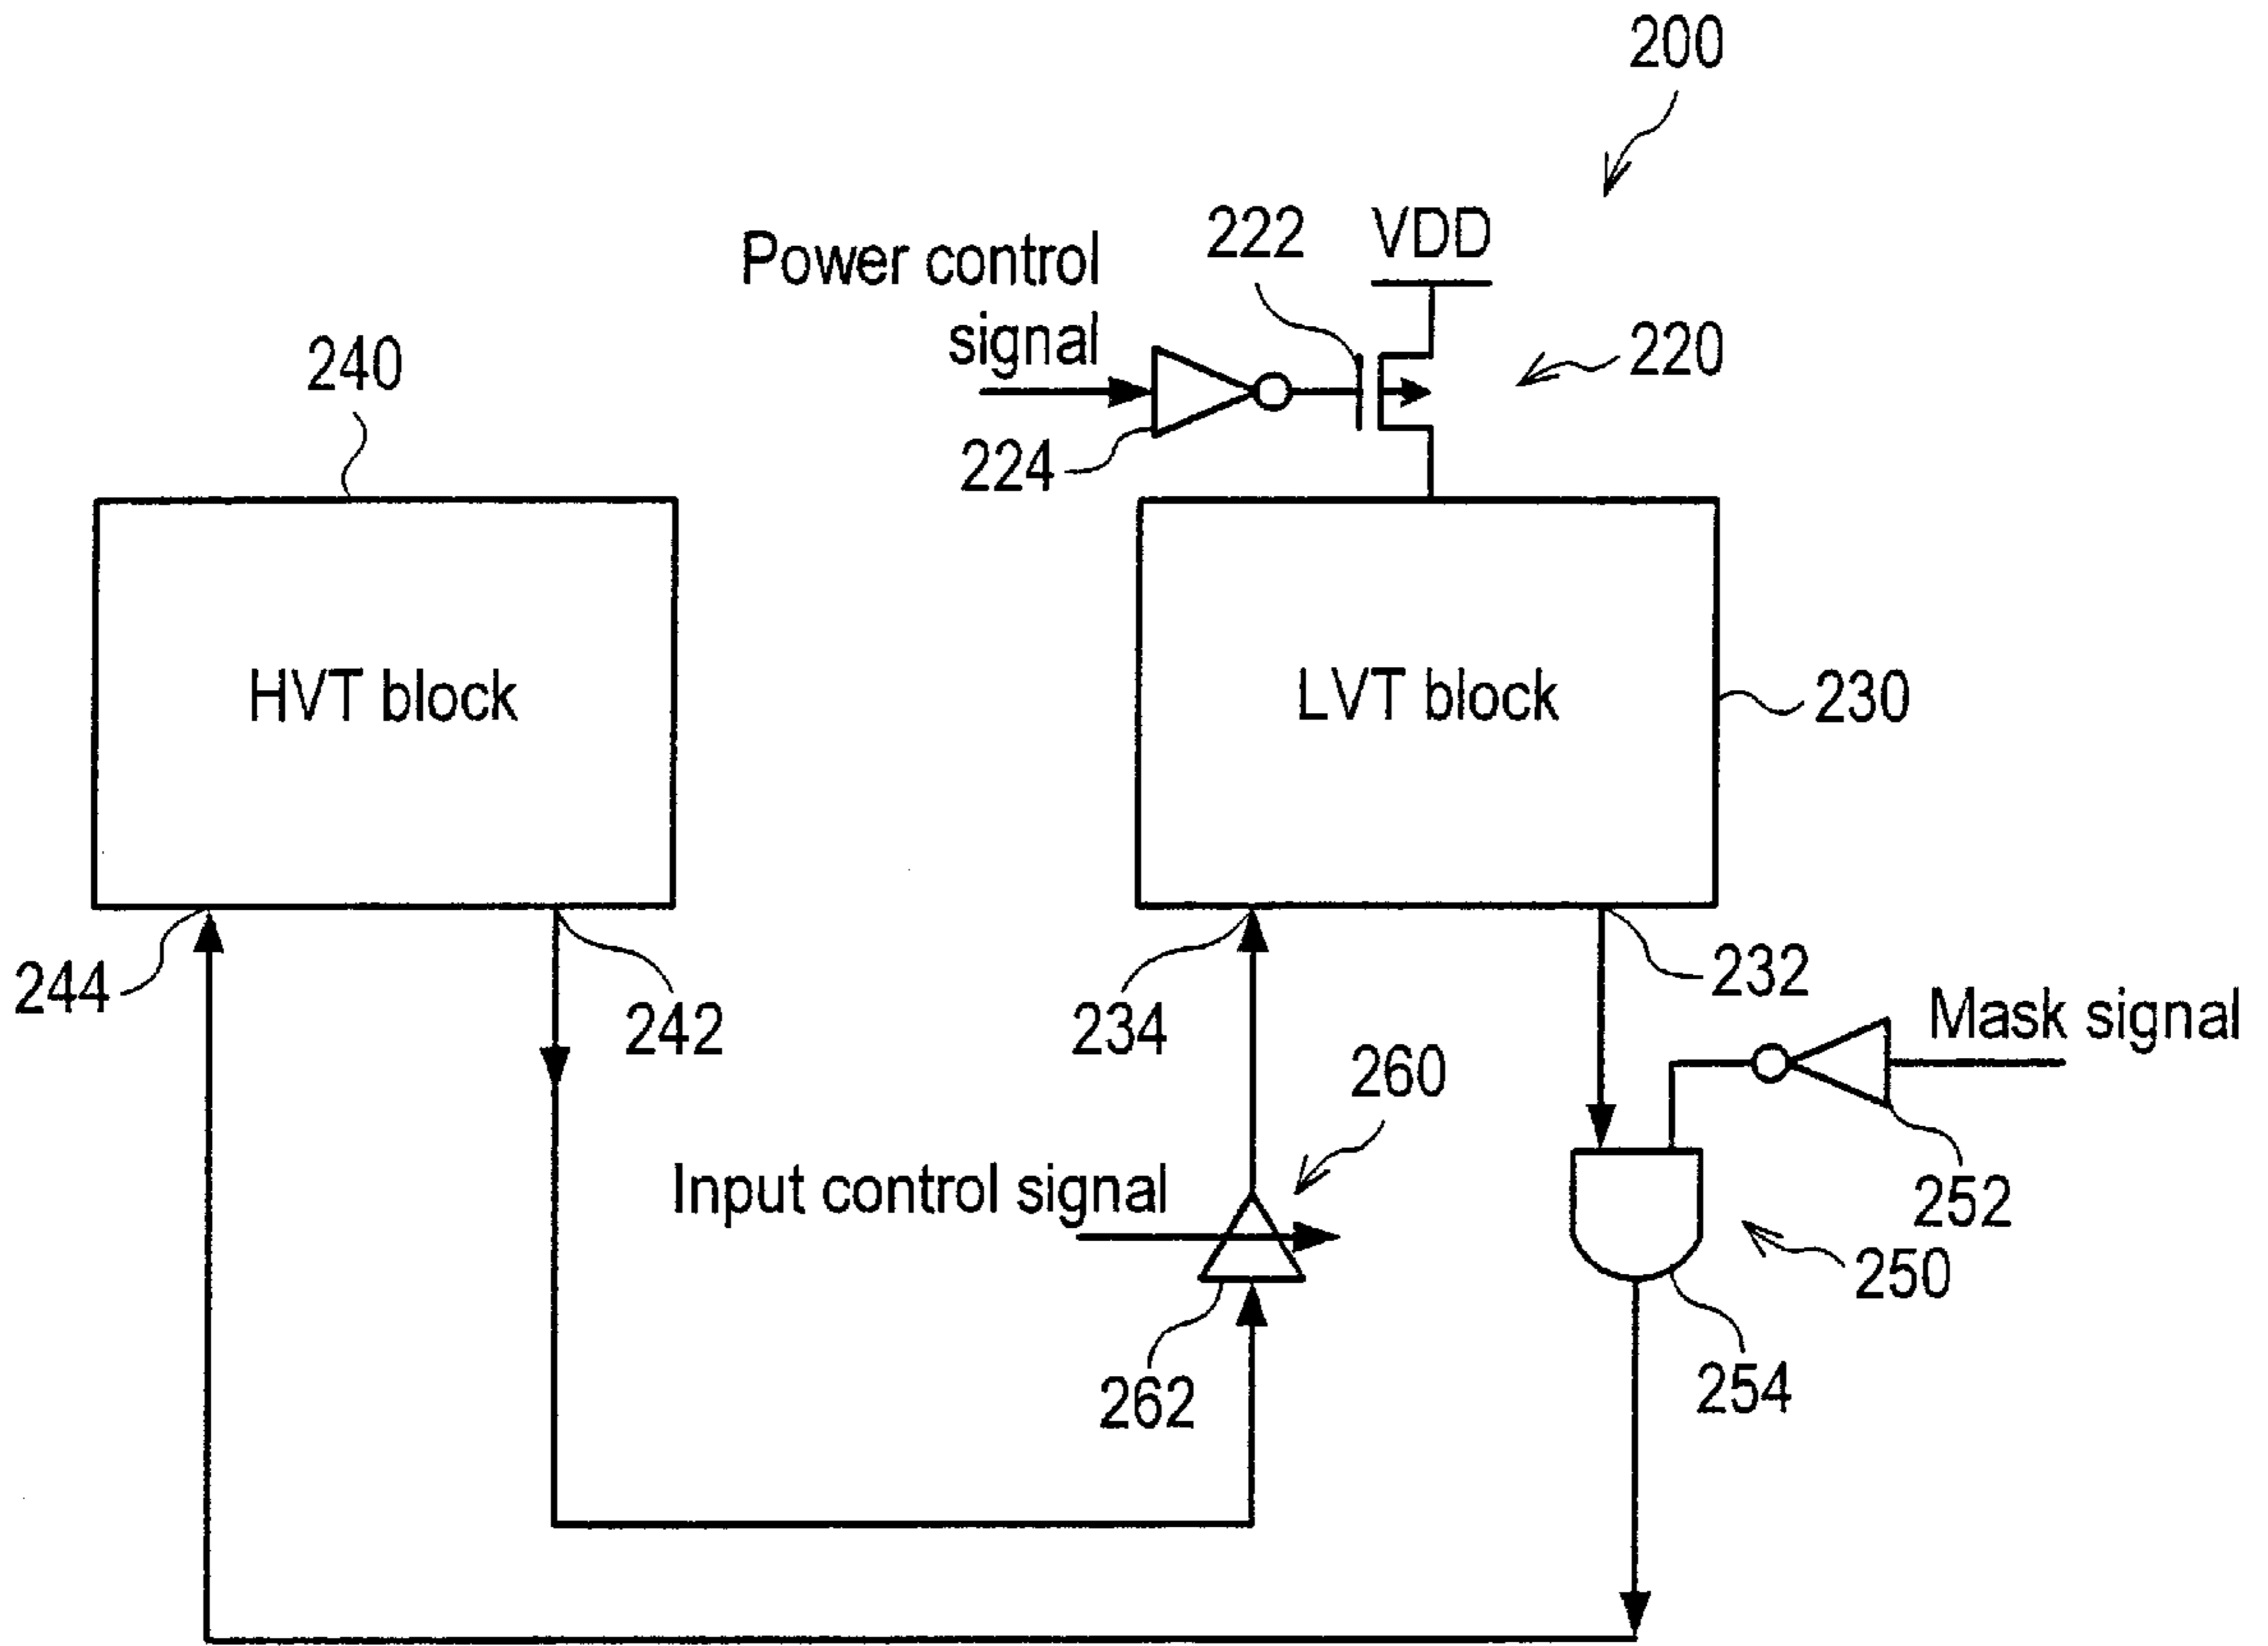 200
222
VDD
Power control
signal
220
240
224
HVT block
LVT block
230
244
242
234
232
Mask signal
260
Input control signal
252
250
262
254